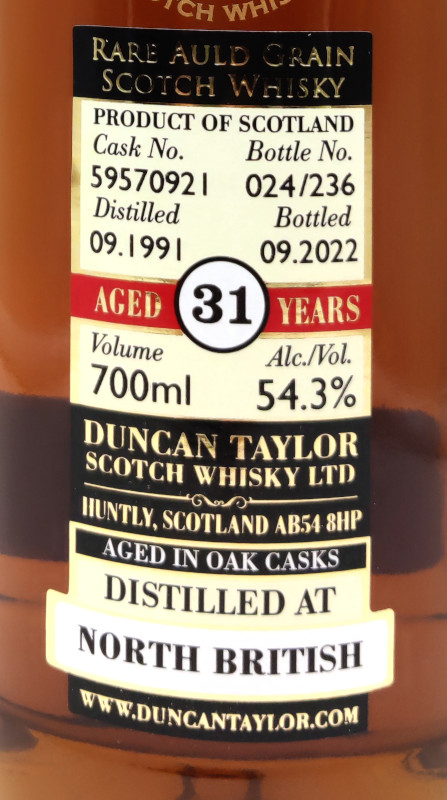 RARE AULD GRAIN
SCOTCH WHISKY
PRODUCT OF SCOTLAND
Cask No. Bottle No.
59570921 024/236
Distilled Bottled
09.1991 09.2022
AGED 31 YEARS
Volume Alc./Vol.
700ml 54.3%
DUNCAN TAYLOR
SCOTCH WHISKY LTD
HUNTLY, SCOTLAND AB54 8HP
AGED IN OAK CASKS
DISTILLED AT
NORTH BRITISH
WWW.DUNCANTAYLOR.COM